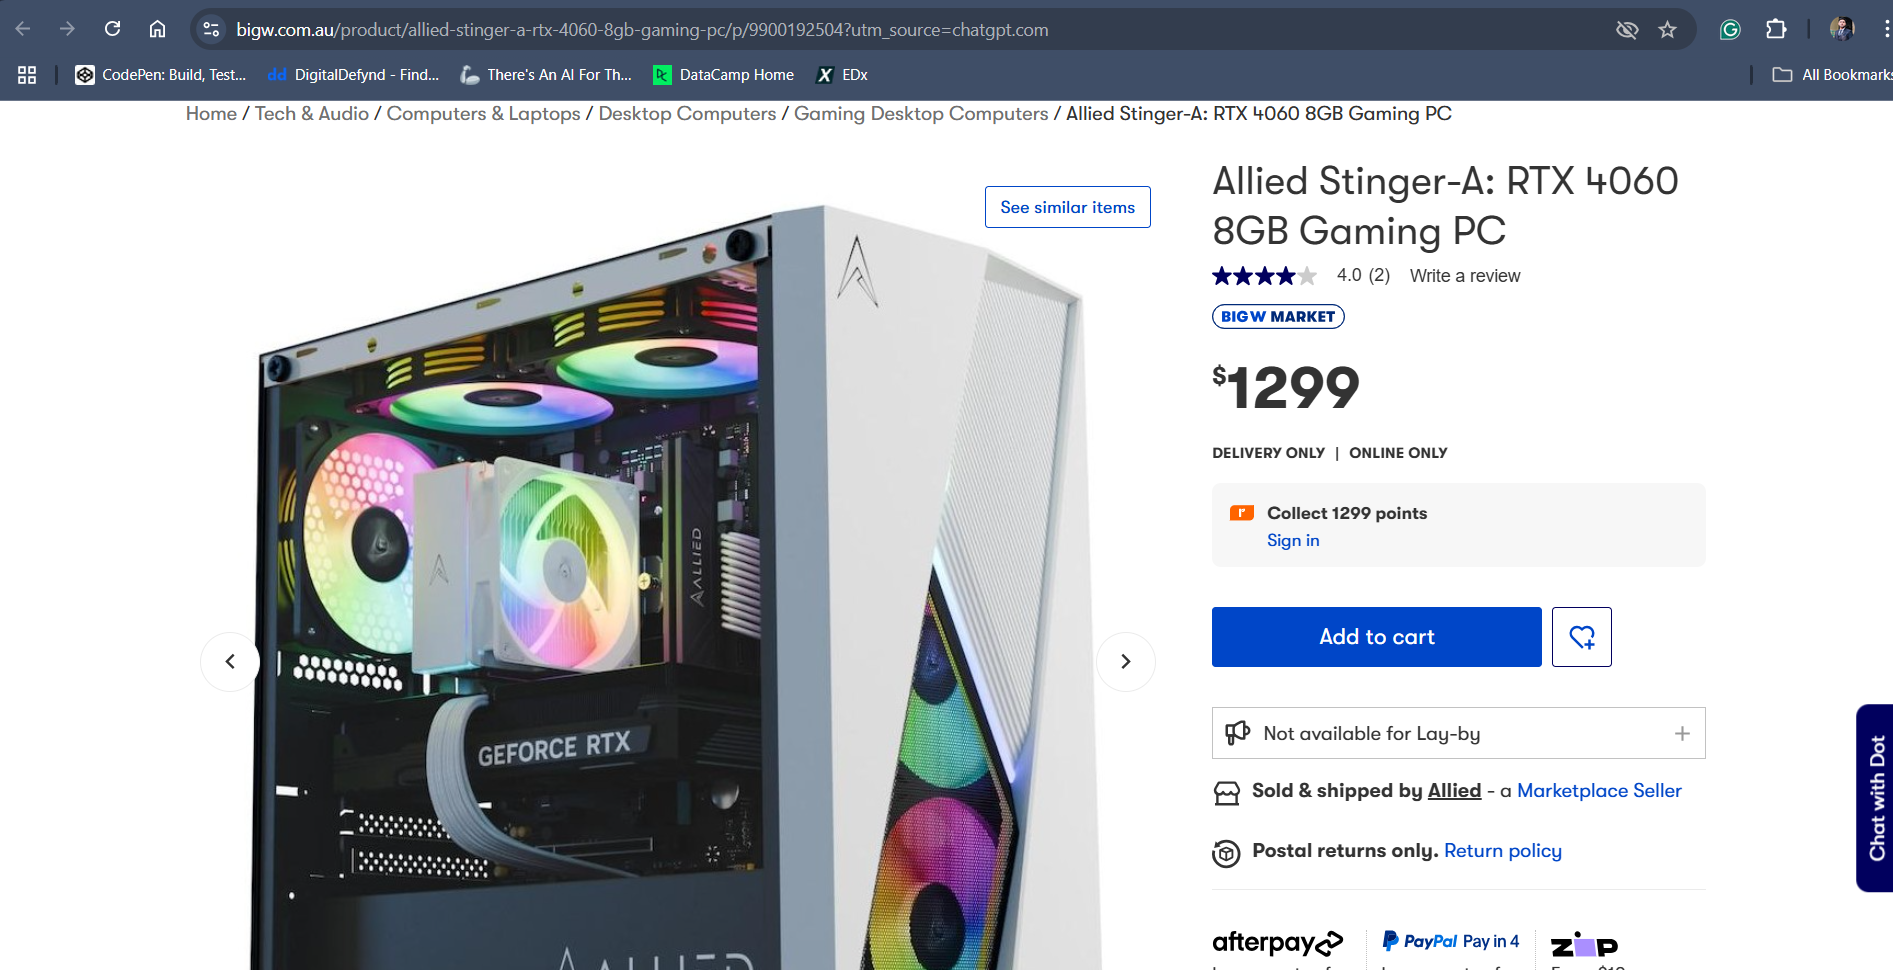 bigw.com.au/product/allied-stinger-a-rtx-4060-8gb-gaming-pc/p/9900192504?utm_source=chatgpt.com
CodePen: Build, Test...
dd DigitalDefynd - Find...
There's An AI For Th...
DataCamp Home
X EDx
All Bookmarks
Home / Tech & Audio / Computers & Laptops / Desktop Computers / Gaming Desktop Computers / Allied Stinger-A: RTX 4060 8GB Gaming PC
See similar items
Allied Stinger-A: RTX 4060
8GB Gaming PC
4.0 (2) Write a review
BIGW MARKET
$1299
DELIVERY ONLY | ONLINE ONLY
Collect 1299 points
Sign in
Add to cart
Not available for Lay-by
Sold & shipped by Allied - a Marketplace Seller
Postal returns only. Return policy
afterpay
PayPal Pay in 4
zip
Chat with Dot
ALLIED
GEFORCE RTX
ALLIED